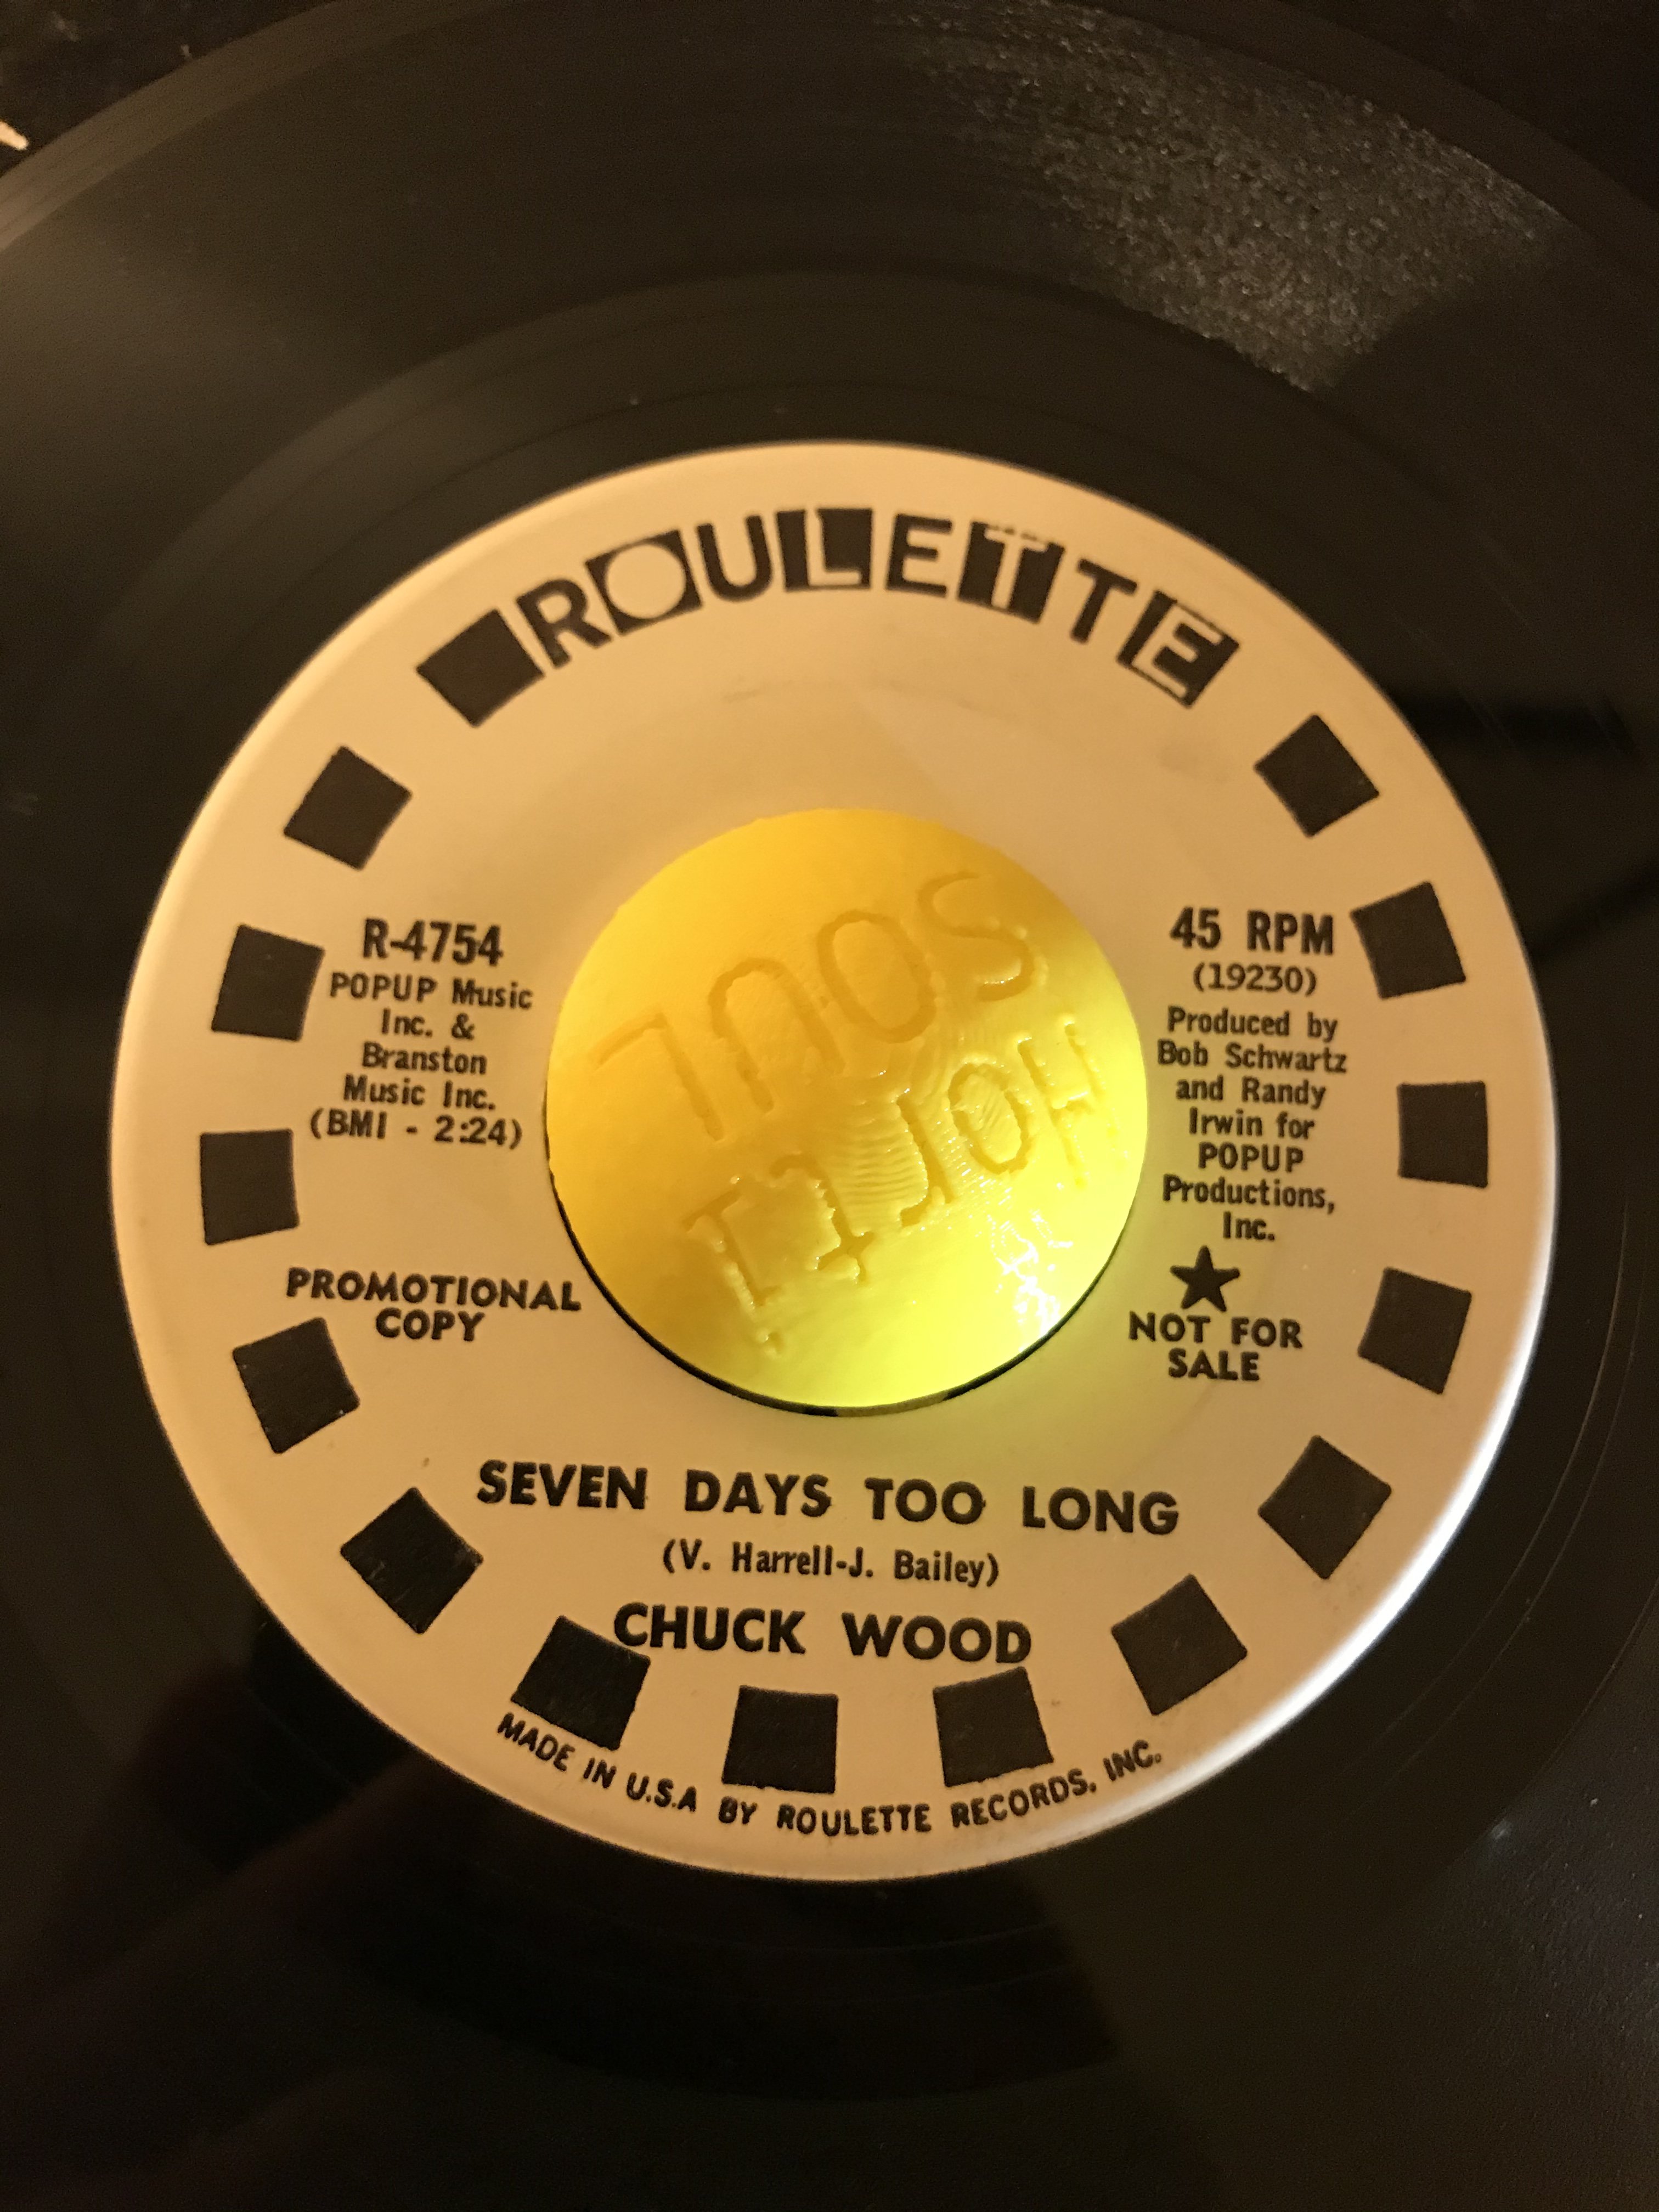 ROULETTE
R-4754
POPUP Music
Inc. &
Branston
Music Inc.
(BMI - 2:24)
PROMOTIONAL
COPY
45 RPM
(19230)
Produced by
Bob Schwartz
and Randy
Irwin for
POPUP
Productions,
Inc.
NOT FOR
SALE
SOUL
SEVEN DAYS TOO LONG
(V. Harrell-J. Bailey)
CHUCK WOOD
MADE IN U.S.A BY ROULETTE RECORDS, INC.